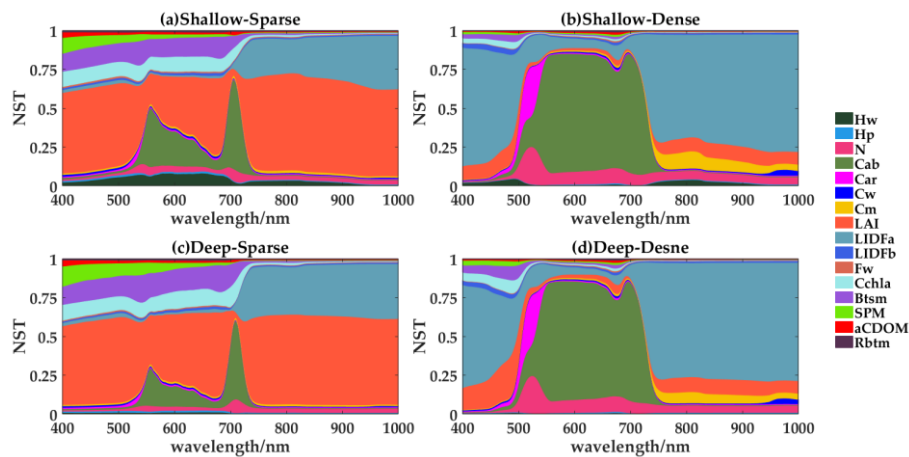 (a)Shallow-Sparse
(b)Shallow-Dense
1
0.75
0.5
0.25
0
NST
400 500 600 700 800 900 1000
wavelength/nm
1
0.75
0.5
0.25
0
NST
400 500 600 700 800 900 1000
wavelength/nm
(c)Deep-Sparse
(d)Deep-Desne
1
0.75
0.5
0.25
0
NST
400 500 600 700 800 900 1000
wavelength/nm
1
0.75
0.5
0.25
0
NST
400 500 600 700 800 900 1000
wavelength/nm
Hw
Hp
N
Cab
Car
Cw
Cm
LAI
LIDFa
LIDFb
Fw
Cchla
Btsm
SPM
aCDOM
Rbtm